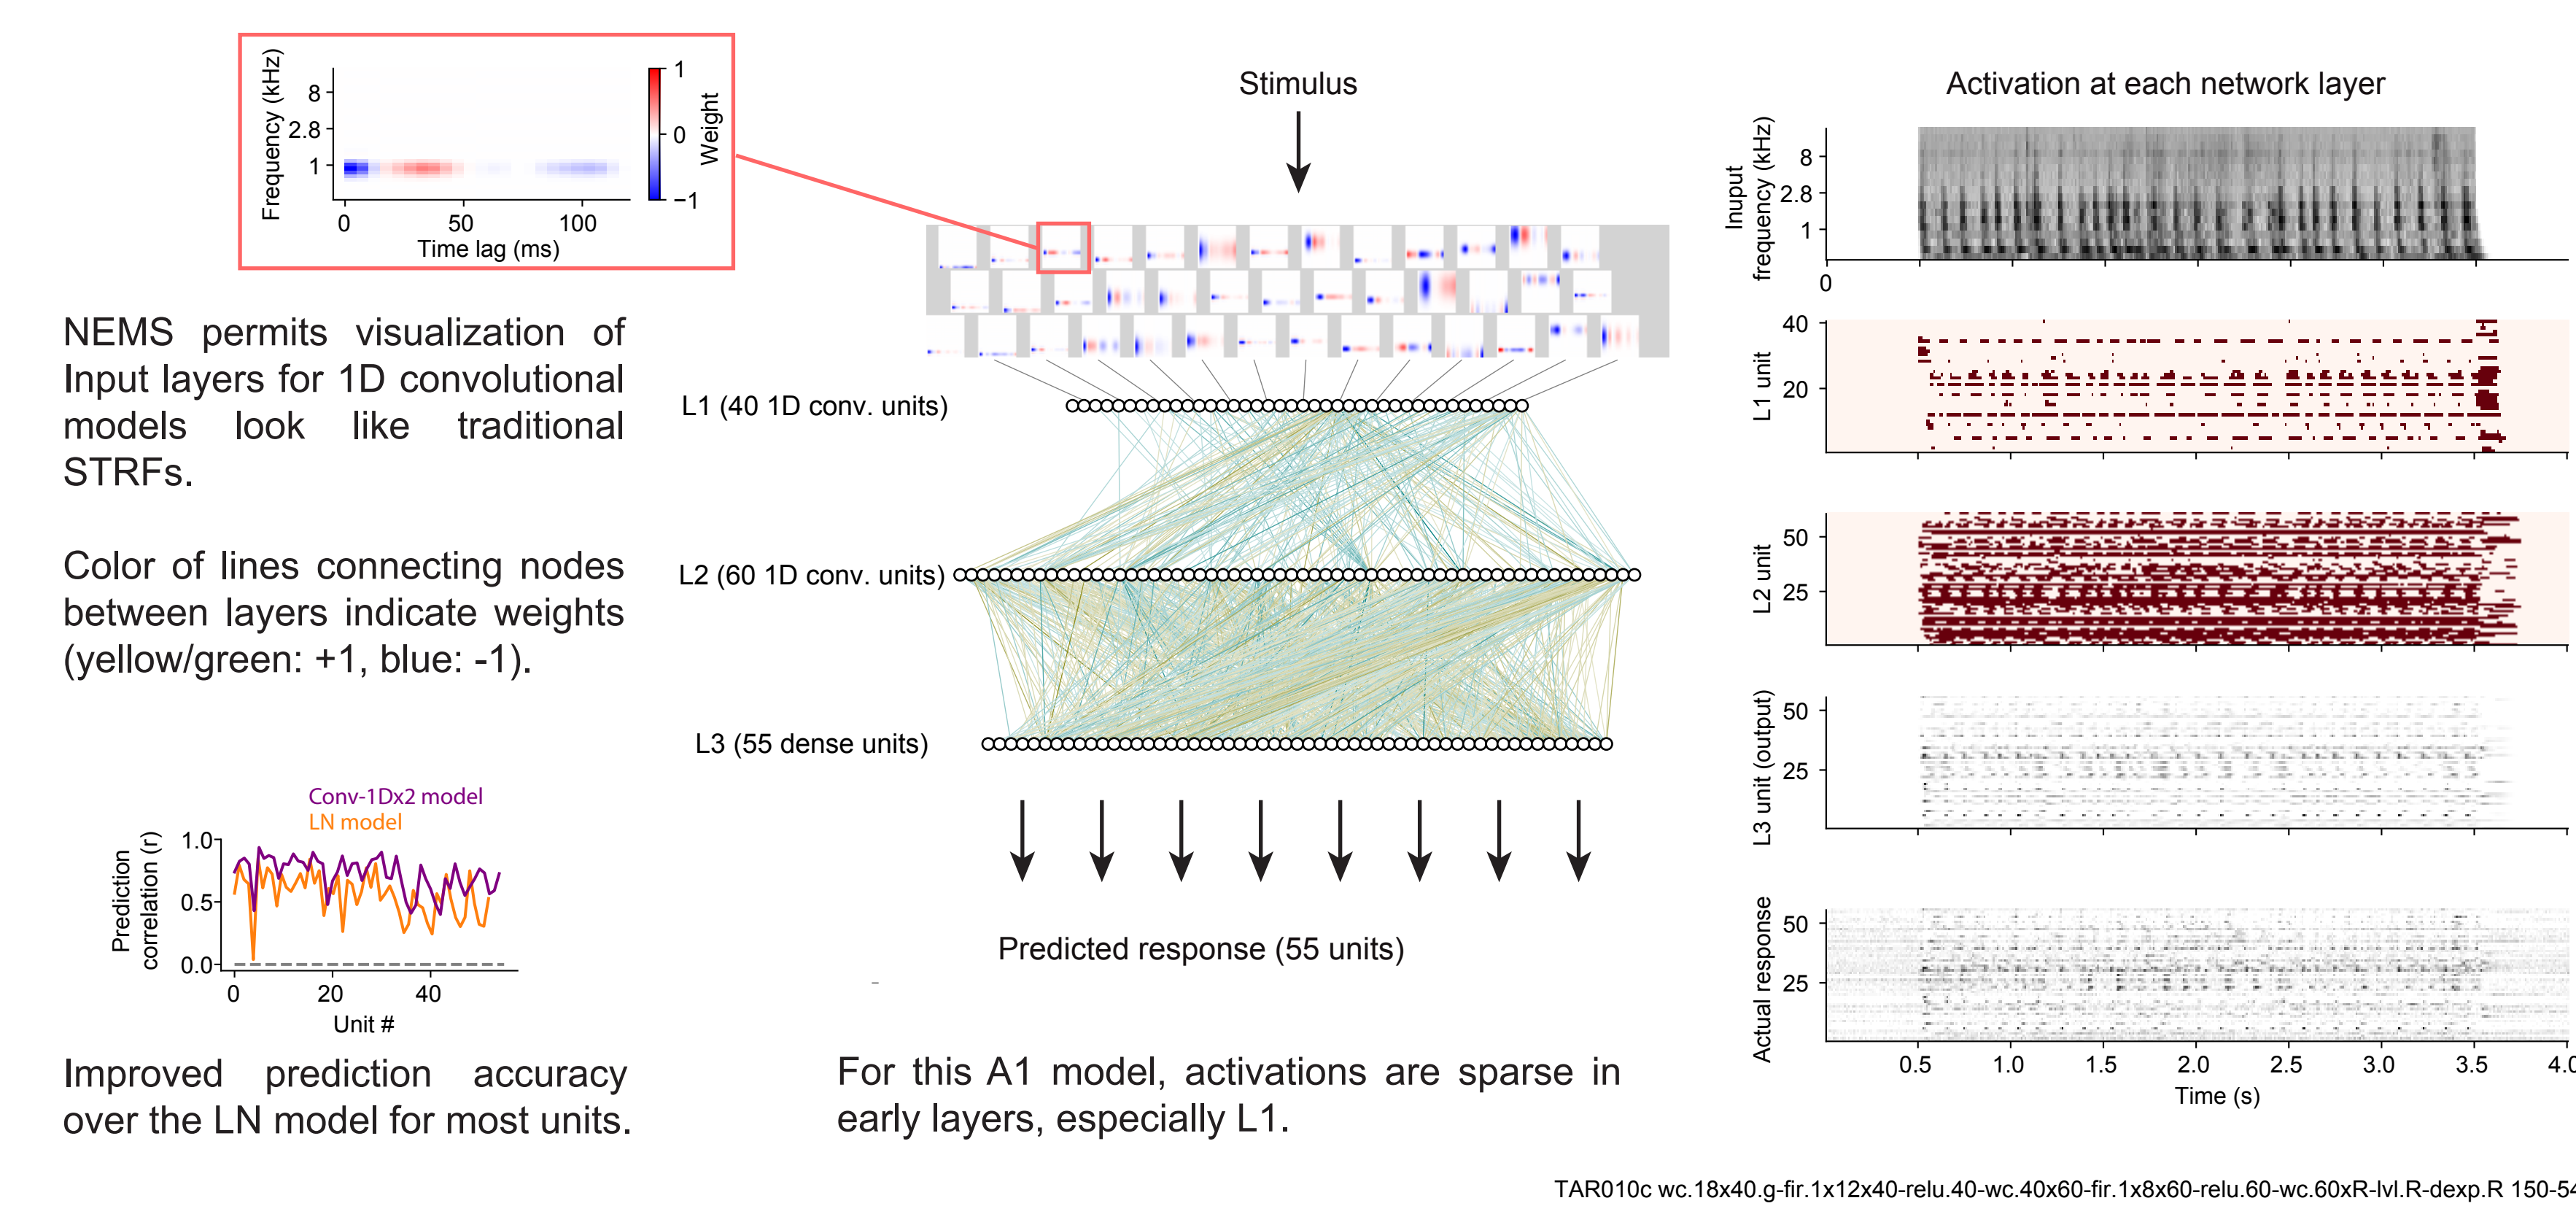 Frequency (kHz)
8
2.8
1
0
50
100
Time lag (ms)
1
0
−1
Weight
NEMS permits visualization of
Input layers for 1D convolutional
models look like traditional
STRFs.
Color of lines connecting nodes
between layers indicate weights
(yellow/green: +1, blue: -1).
Conv-1Dx2 model
LN model
Prediction
correlation (r)
1.0
0.5
0.0
0
20
40
Unit #
Improved prediction accuracy
over the LN model for most units.
Stimulus
L1 (40 1D conv. units)
L2 (60 1D conv. units)
L3 (55 dense units)
Predicted response (55 units)
For this A1 model, activations are sparse in
early layers, especially L1.
Activation at each network layer
Inuput
frequency (kHz)
8
2.8
1
0
L1 unit
40
20
L2 unit
50
25
L3 unit (output)
50
25
Actual response
50
25
0.5
1.0
1.5
2.0
2.5
3.0
3.5
4.0
Time (s)
TAR010c wc.18x40.g-fir.1x12x40-relu.40-wc.40x60-fir.1x8x60-relu.60-wc.60xR-lvl.R-dexp.R 150-54